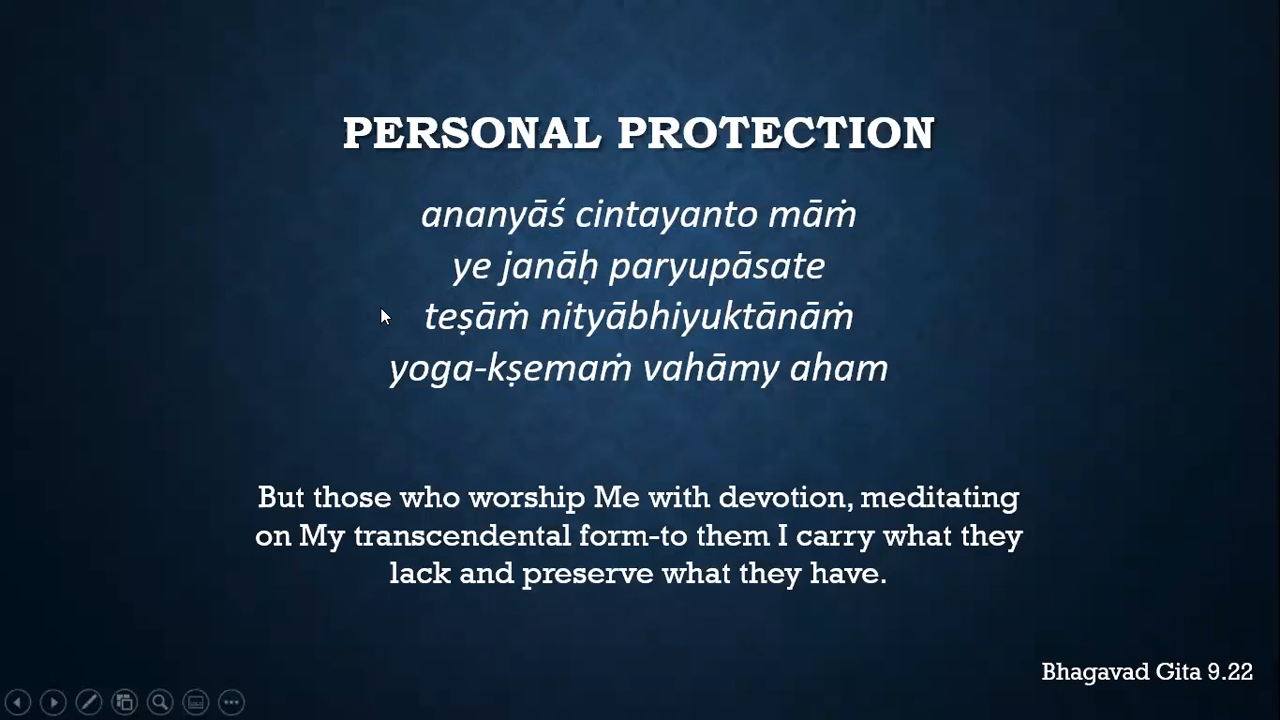 PERSONAL PROTECTION
ananyāś cintayanto māṁ
ye janāḥ paryupāsate
teṣāṁ nityābhiyuktānāṁ
yoga-kṣemaṁ vahāmy aham
But those who worship Me with devotion, meditating
on My transcendental form-to them I carry what they
lack and preserve what they have.
Bhagavad Gita 9.22